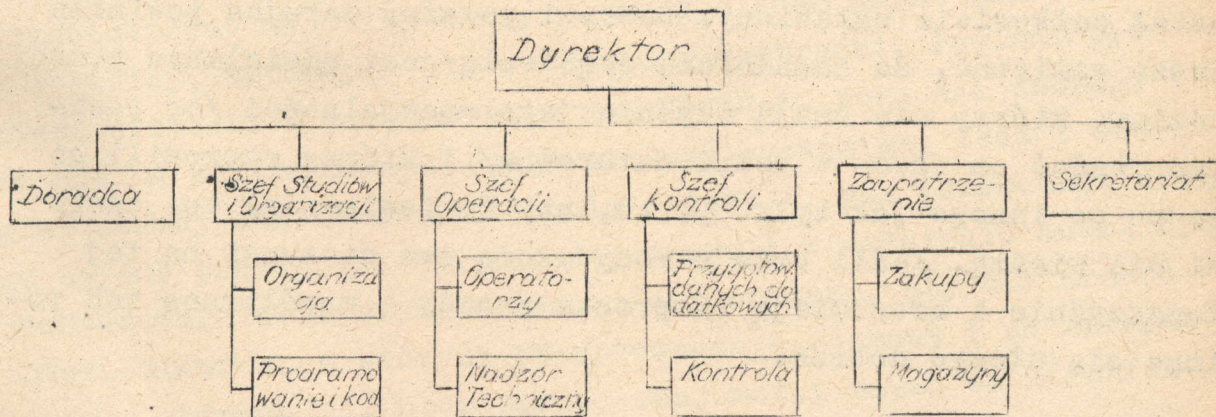 Dyrektor
Doradca
Szef Studiów
i Organizacji
Szef
Operacji
Szef
Kontroli
Zaopatrze-
nie
Sekretariat
Organiza
cja
Operato-
rzy
Przygotow.
danych do
datkowych
Zakupy
Programo
wanie i kod.
Nadzór
Techniczny
Kontrola
Magazyny